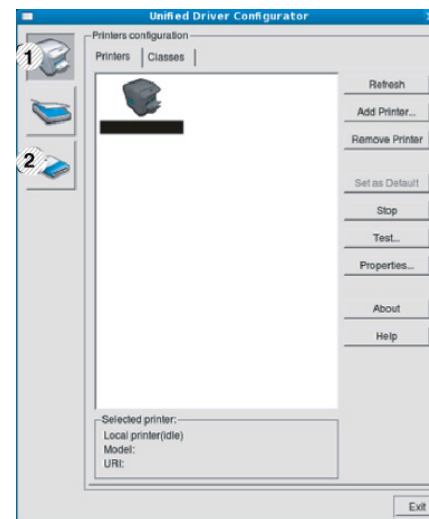 Unified Driver Configurator
1
2
Printers configuration
Printers Classes
Refresh
Add Printer...
Remove Printer
Set as Default
Stop
Test...
Properties...
About
Help
Selected printer:
Local printer(idle)
Model:
URI:
Exit